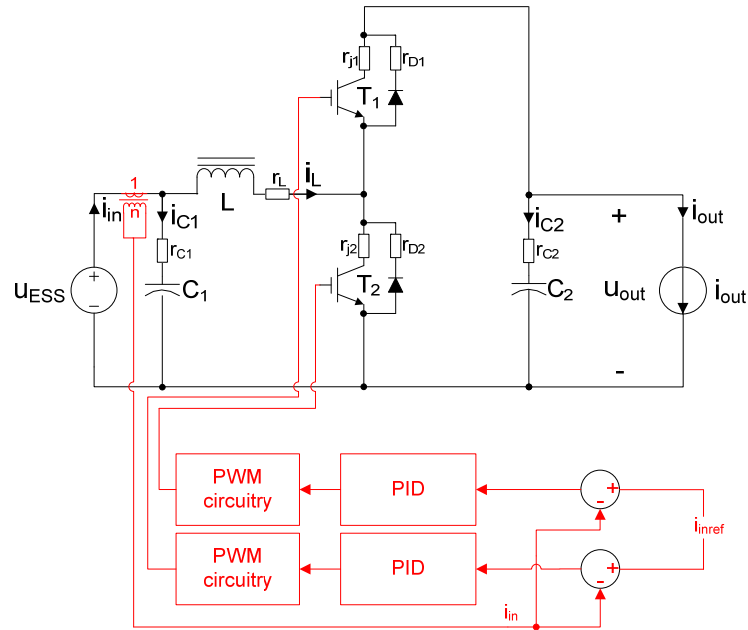 r_j1 r_D1
T_1
1
i_in n i_C1 L r_L i_L
r_C1
u_ESS + - C_1
r_j2 r_D2
T_2
i_C2 + i_out
r_C2
C_2 u_out i_out
-
PWM
circuitry
PID
- +
i_inref
PWM
circuitry
PID
- +
i_in